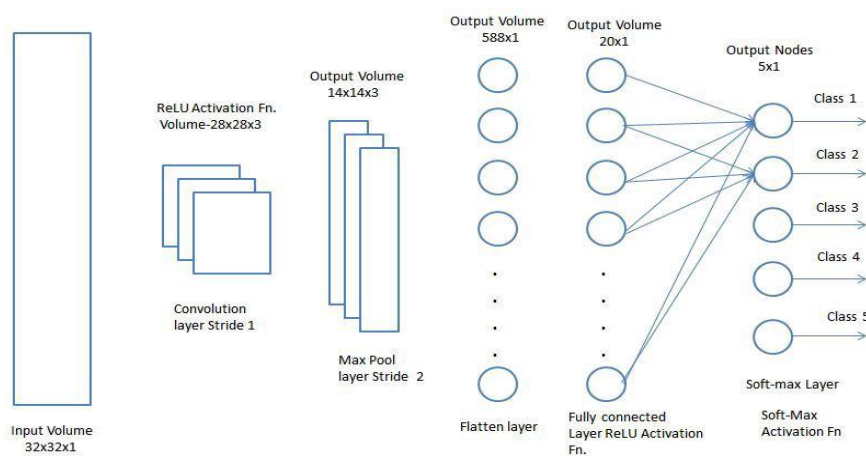 Output Volume
588x1
Output Volume
20x1
Output Nodes
5x1
Output Volume
14x14x3
ReLU Activation Fn.
Volume-28x28x3
Class 1
Class 2
Class 3
Class 4
Class 5
Convolution
layer Stride 1
Max Pool
layer Stride 2
Soft-max Layer
Input Volume
32x32x1
Flatten layer
Fully connected
Layer ReLU Activation
Fn.
Soft-Max
Activation Fn